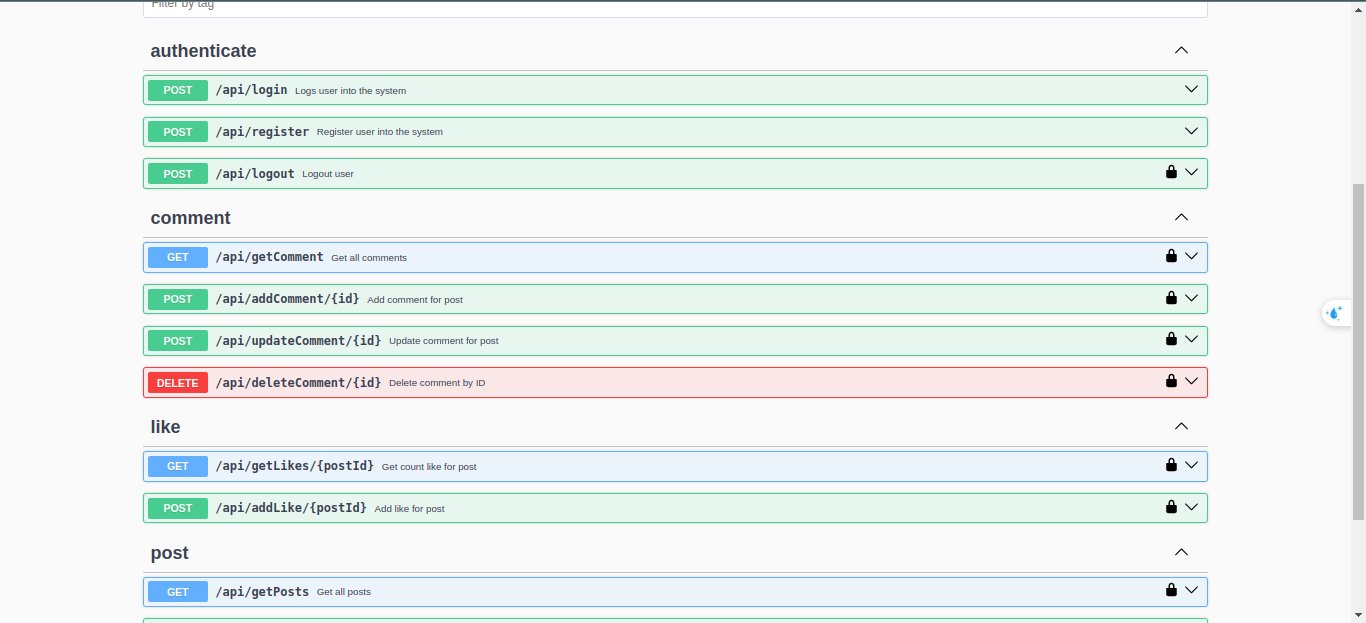 Filter by tag
authenticate
POST /api/login Logs user into the system
POST /api/register Register user into the system
POST /api/logout Logout user
comment
GET /api/getComment Get all comments
POST /api/addComment/{id} Add comment for post
POST /api/updateComment/{id} Update comment for post
DELETE /api/deleteComment/{id} Delete comment by ID
like
GET /api/getLikes/{postId} Get count like for post
POST /api/addLike/{postId} Add like for post
post
GET /api/getPosts Get all posts